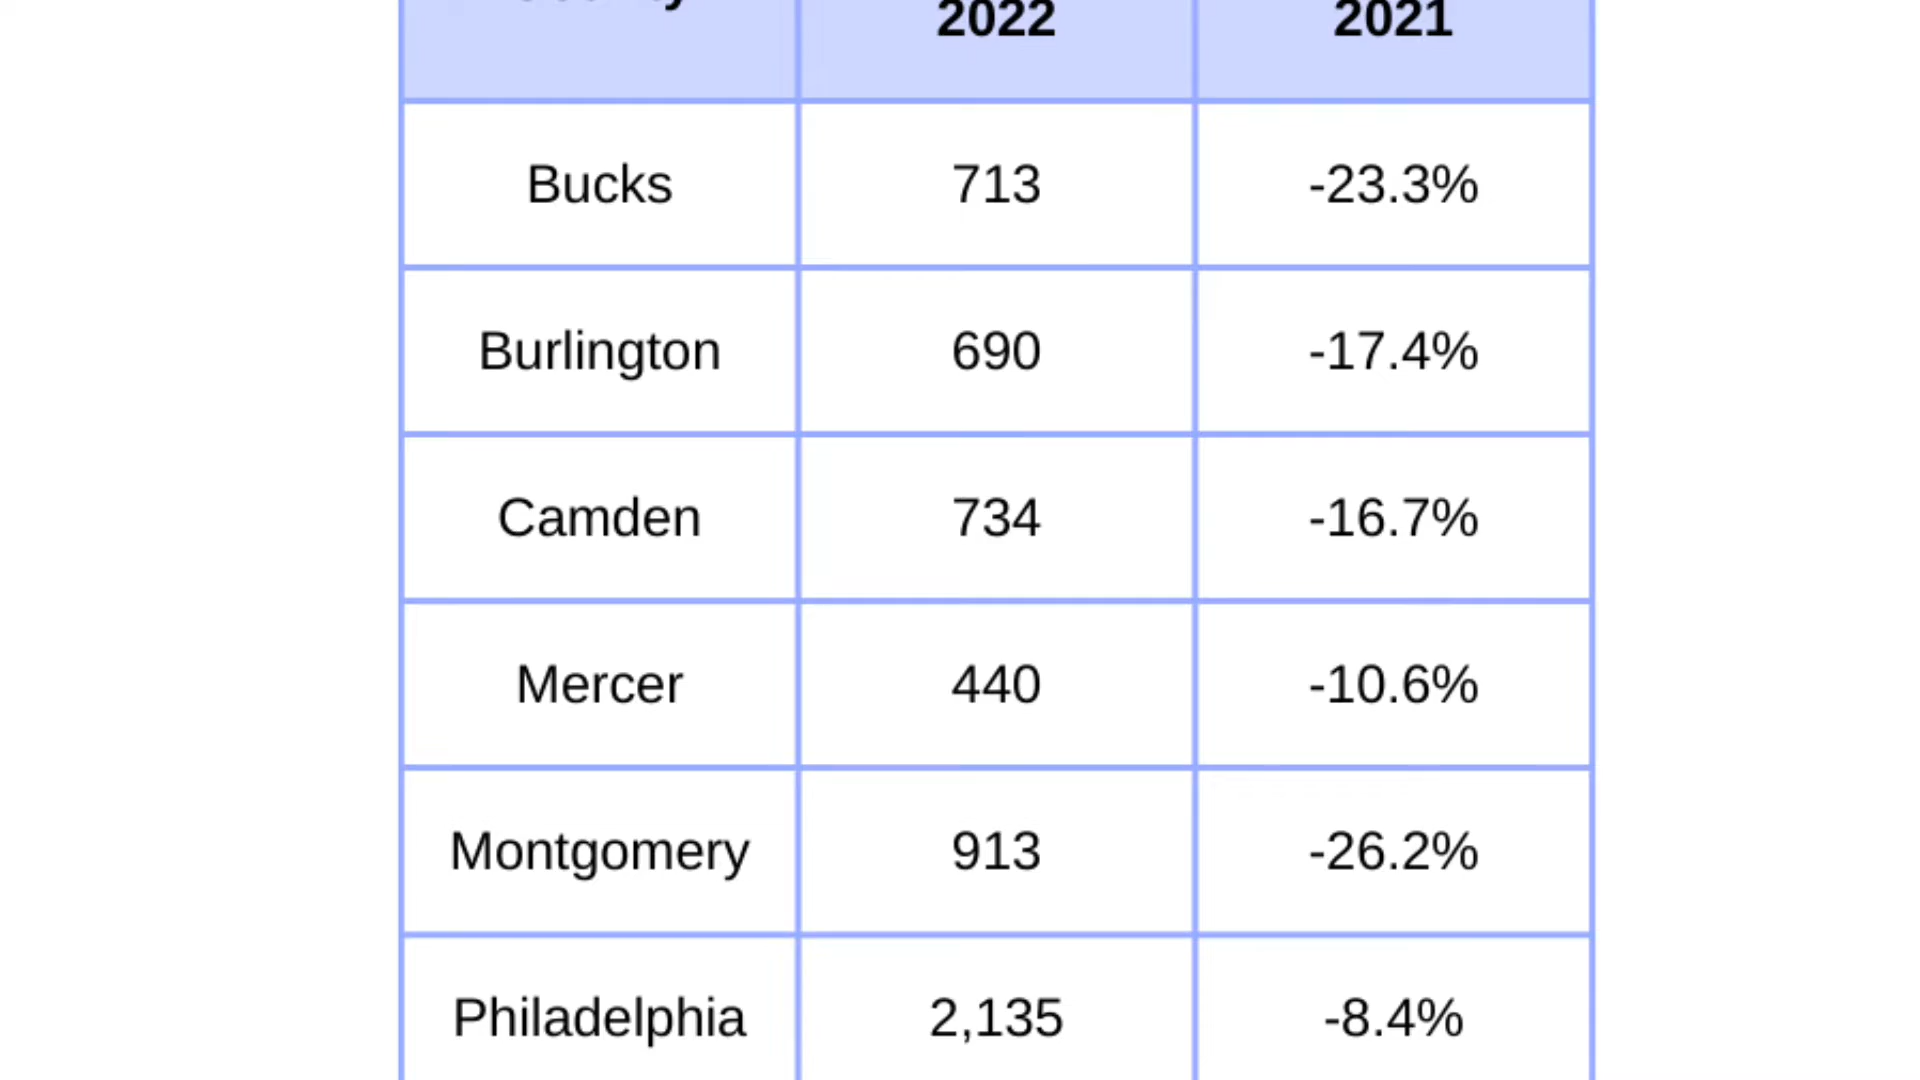 2022 2021
Bucks 713 -23.3%
Burlington 690 -17.4%
Camden 734 -16.7%
Mercer 440 -10.6%
Montgomery 913 -26.2%
Philadelphia 2,135 -8.4%